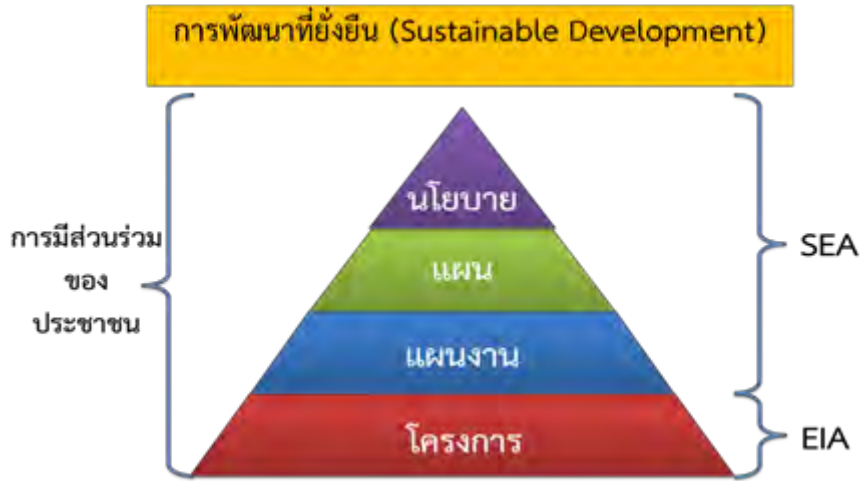 การพัฒนาที่ยั่งยืน (Sustainable Development)
นโยบาย
แผน
แผนงาน
โครงการ
การมีส่วนร่วม
ของ
ประชาชน
SEA
EIA